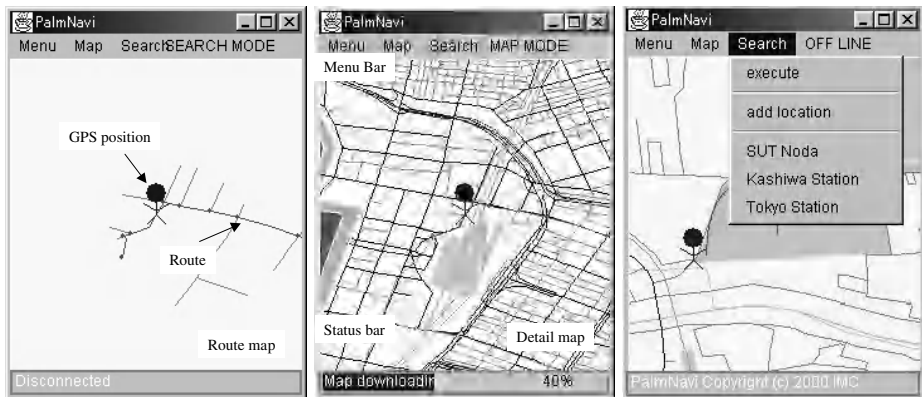 PalmNavi
Menu Map Search SEARCH MODE
GPS position
Route
Route map
Disconnected
PalmNavi
Menu Map Search MAP MODE
Menu Bar
Status bar
Detail map
Map downloadin 40%
PalmNavi
Menu Map Search OFF LINE
execute
add location
SUT Noda
Kashiwa Station
Tokyo Station
PalmNavi Copyright (c) 2000 IMC